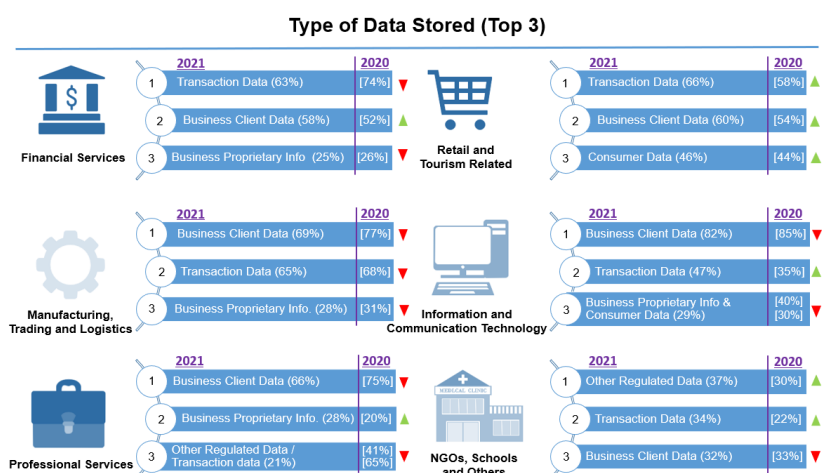 Type of Data Stored (Top 3)
2021 2020
1 Transaction Data (63%) [74%]
2 Business Client Data (58%) [52%]
3 Business Proprietary Info (25%) [26%]
Financial Services
2021 2020
1 Transaction Data (66%) [58%]
2 Business Client Data (60%) [54%]
3 Consumer Data (46%) [44%]
Retail and
Tourism Related
2021 2020
1 Business Client Data (69%) [77%]
2 Transaction Data (65%) [68%]
3 Business Proprietary Info. (28%) [31%]
Manufacturing,
Trading and Logistics
2021 2020
1 Business Client Data (82%) [85%]
2 Transaction Data (47%) [35%]
3 Business Proprietary Info & [40%]
Consumer Data (29%) [30%]
Information and
Communication Technology
2021 2020
1 Business Client Data (66%) [75%]
2 Business Proprietary Info. (28%) [20%]
3 Other Regulated Data / [41%]
Transaction data (21%) [65%]
Professional Services
2021 2020
1 Other Regulated Data (37%) [30%]
2 Transaction Data (34%) [22%]
3 Business Client Data (32%) [33%]
MEDICAL CLINIC
NGOs, Schools
and Others